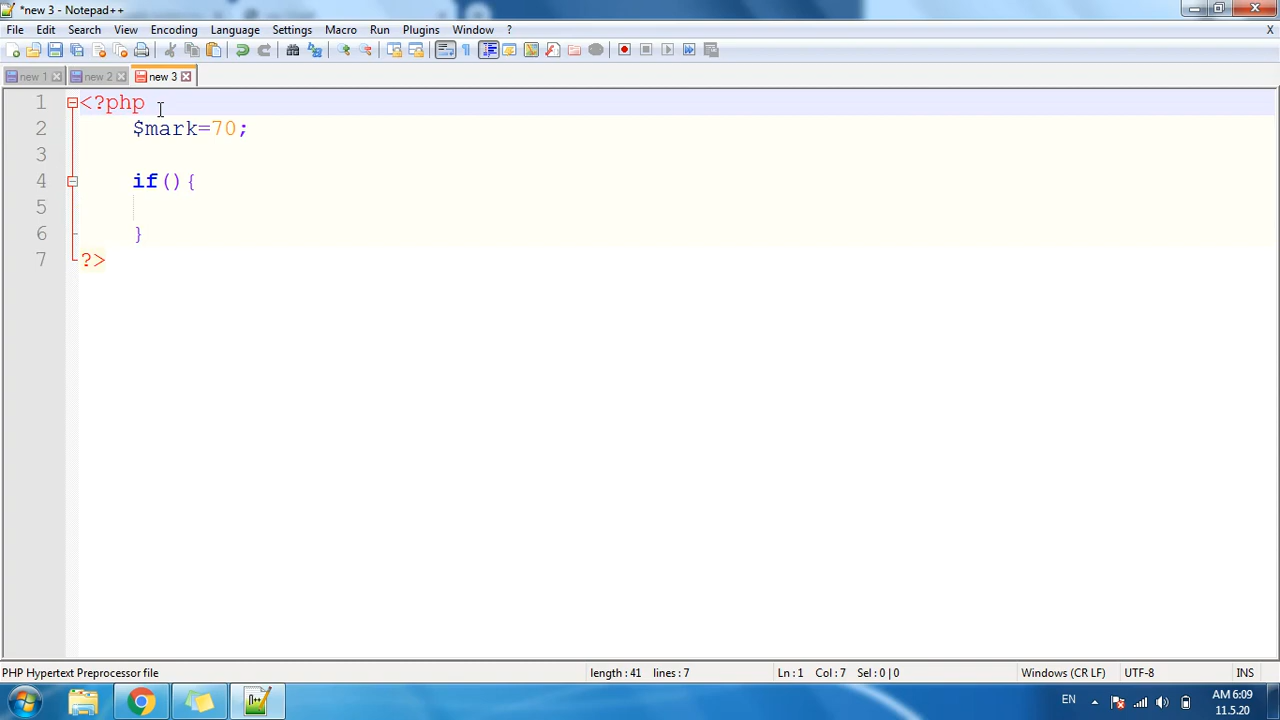 *new 3 - Notepad++
File Edit Search View Encoding Language Settings Macro Run Plugins Window ? X
new 1 new 2 new 3
1 <?php
2 $mark=70;
3
4 if(){
5
6 }
7 ?>
PHP Hypertext Preprocessor file length : 41 lines : 7 Ln : 1 Col : 7 Sel : 0 | 0 Windows (CR LF) UTF-8 INS
EN AM 6:09
11.5.20